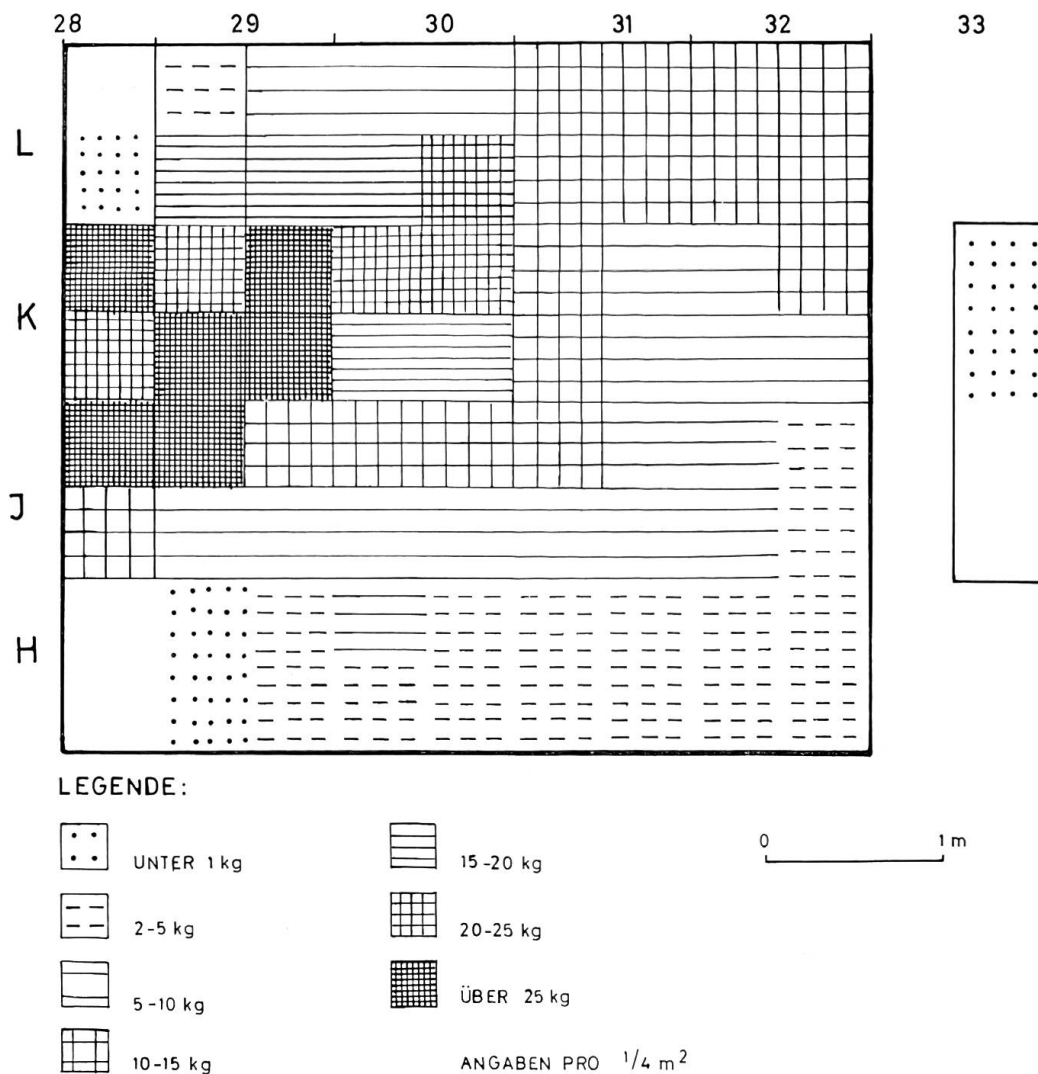 28 29 30 31 32 33
L
K
J
H
LEGENDE:
UNTER 1 kg
2-5 kg
5-10 kg
10-15 kg
15-20 kg
20-25 kg
ÜBER 25 kg
ANGABEN PRO 1/4 m²
0 1 m